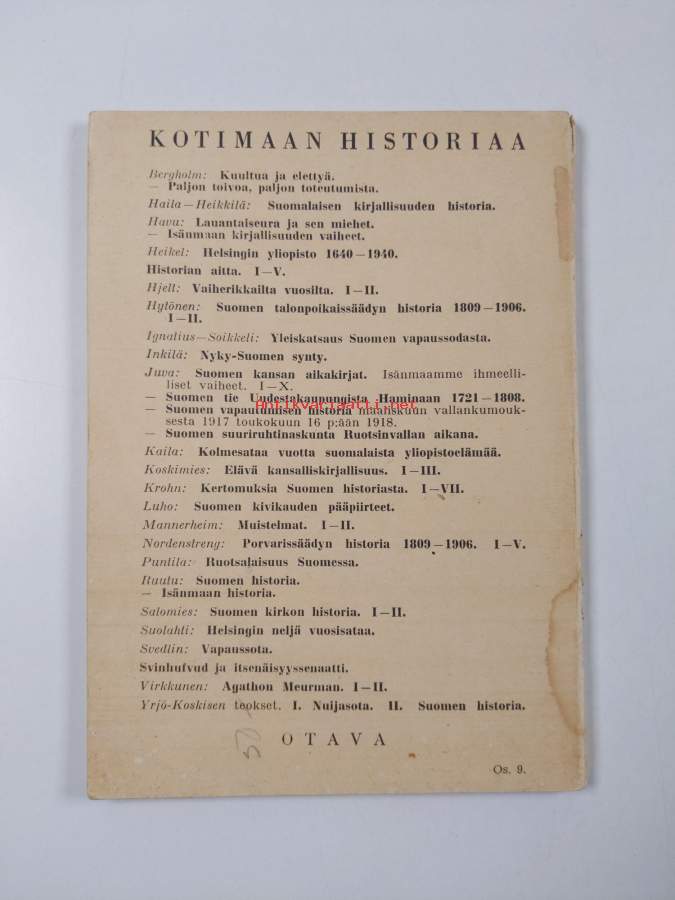 KOTIMAAN HISTORIAA
Bergholm: Kuultua ja elettyä.
— Paljon toivoa, paljon toteutumista.
Haila—Heikkilä: Suomalaisen kirjallisuuden historia.
Havu: Lauantaiseura ja sen miehet.
— Isänmaan kirjallisuuden vaiheet.
Heikel: Helsingin yliopisto 1640—1940.
Historian aitta. I—V.
Hjelt: Vaiherikkailta vuosilta. I—II.
Hytönen: Suomen talonpoikaissäädyn historia 1809—1906.
I—II.
Ignatius—Soikkeli: Yleiskatsaus Suomen vapaussodasta.
Inkilä: Nyky-Suomen synty.
Juva: Suomen kansan aikakirjat. Isänmaamme ihmeelli-
liset vaiheet. I—X.
— Suomen tie Uudestakaupungista Haminaan 1721—1808.
Antikvariaatti.net
— Suomen vapautumisen historia maaliskuun vallankumouk-
sesta 1917 toukokuun 16 p:ään 1918.
— Suomen suuriruhtinaskunta Ruotsinvallan aikana.
Kaila: Kolmesataa vuotta suomalaista yliopistoelämää.
Koskimies: Elävä kansalliskirjallisuus. I—III.
Krohn: Kertomuksia Suomen historiasta. I—VII.
Luho: Suomen kivikauden pääpiirteet.
Mannerheim: Muistelmat. I—II.
Nordenstreng: Porvarissäädyn historia 1809—1906. I—V.
Puntila: Ruotsalaisuus Suomessa.
Ruutu: Suomen historia.
— Isänmaan historia.
Salomies: Suomen kirkon historia. I—II.
Suolahti: Helsingin neljä vuosisataa.
Svedlin: Vapaussota.
Svinhufvud ja itsenäisyyssenaatti.
Virkkunen: Agathon Meurman. I—II.
Yrjö-Koskisen teokset. I. Nuijasota. II. Suomen historia.
OTAVA
Os. 9.